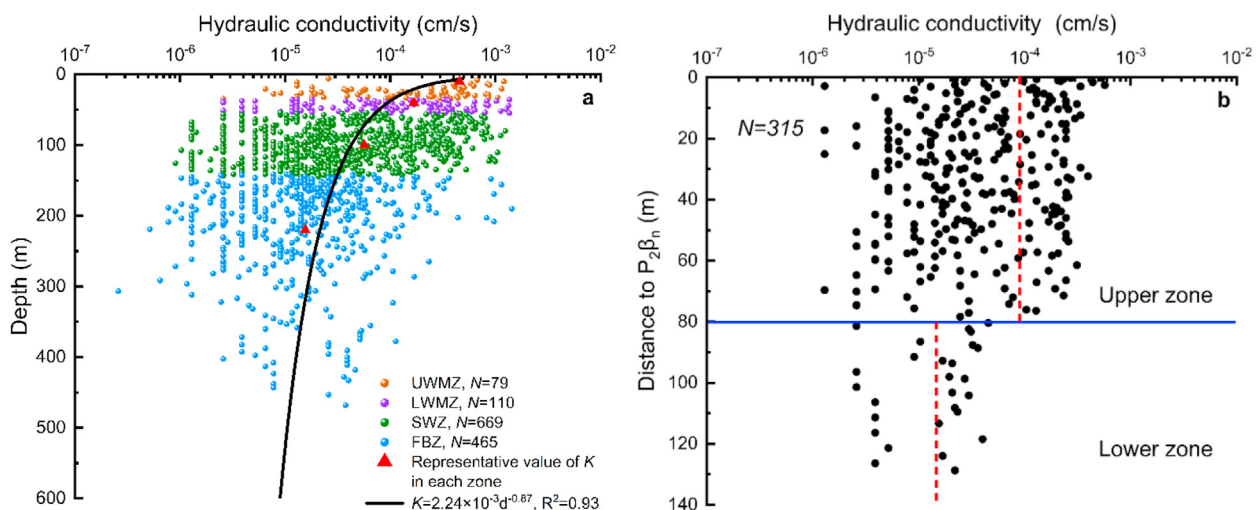 Hydraulic conductivity (cm/s)
10⁻⁷ 10⁻⁶ 10⁻⁵ 10⁻⁴ 10⁻³ 10⁻²
0
100
200
300
400
500
600
Depth (m)
a
UWMZ, N=79
LWMZ, N=110
SWZ, N=669
FBZ, N=465
Representative value of K
in each zone
K=2.24×10⁻³d⁻⁰·⁸⁷, R²=0.93
Hydraulic conductivity (cm/s)
10⁻⁷ 10⁻⁶ 10⁻⁵ 10⁻⁴ 10⁻³ 10⁻²
0
20
40
60
80
100
120
140
Distance to P₂βₙ (m)
b
N=315
Upper zone
Lower zone